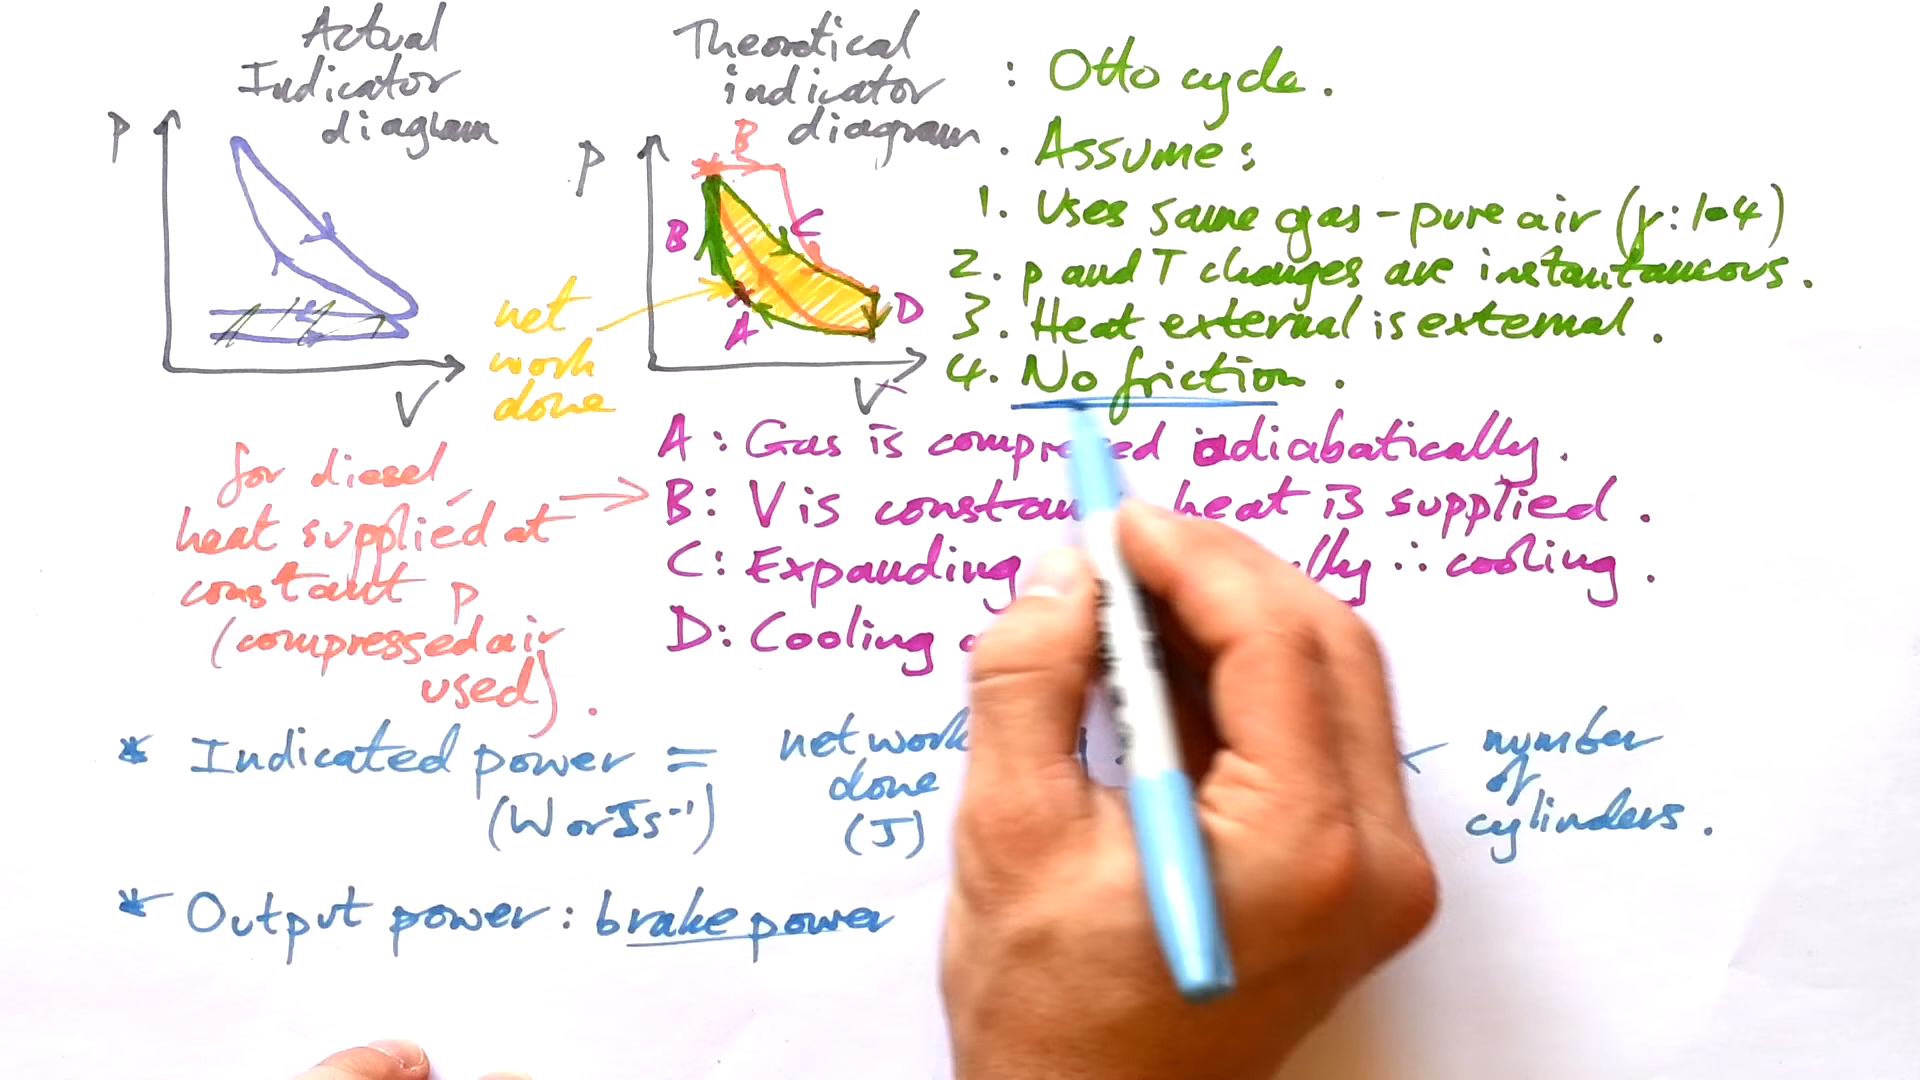 Actual
Indicator
diagram
P
V
Theoretical
indicator
diagram
P
V
B
B
C
A
D
net
work
done
: Otto cycle.
. Assume:
1. Uses same gas - pure air (γ: 1.4)
2. p and T changes are instantaneous.
3. Heat external is external.
4. No friction.
A: Gas is compressed adiabatically.
B: V is constant heat is supplied.
C: Expanding ally ∴ cooling.
D: Cooling
for diesel,
heat supplied at
constant p
(compressed air
used).
* Indicated power =
(W or Js⁻¹)
net work
done
(J)
number
of
cylinders.
* Output power: brake power